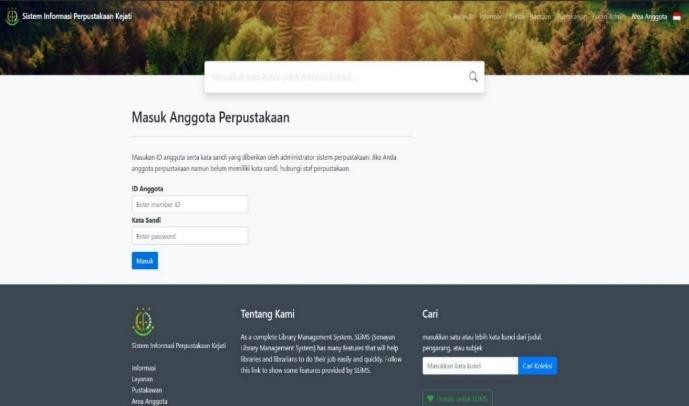 Sistem Informasi Perpustakaan Kejati
Beranda Informasi Berita Bantuan Pustakawan Login Admin Area Anggota
Masukkan kata kunci untuk mencari koleksi...
Masuk Anggota Perpustakaan
Masukan ID anggota serta kata sandi yang diberikan oleh administrator sistem perpustakaan. Jika Anda
anggota perpustakaan namun belum memiliki kata sandi, hubungi staf perpustakaan.
ID Anggota
Enter member ID
Kata Sandi
Enter password
Masuk
Sistem Informasi Perpustakaan Kejati
Informasi
Layanan
Pustakawan
Area Anggota
Tentang Kami
As a complete Library Management System, SLiMS (Senayan
Library Management System) has many features that will help
libraries and librarians to do their job easily and quickly. Follow
this link to show some features provided by SLiMS.
Cari
masukkan satu atau lebih kata kunci dari judul,
pengarang, atau subjek
Masukkan kata kunci
Cari Koleksi
Donasi untuk SLiMS